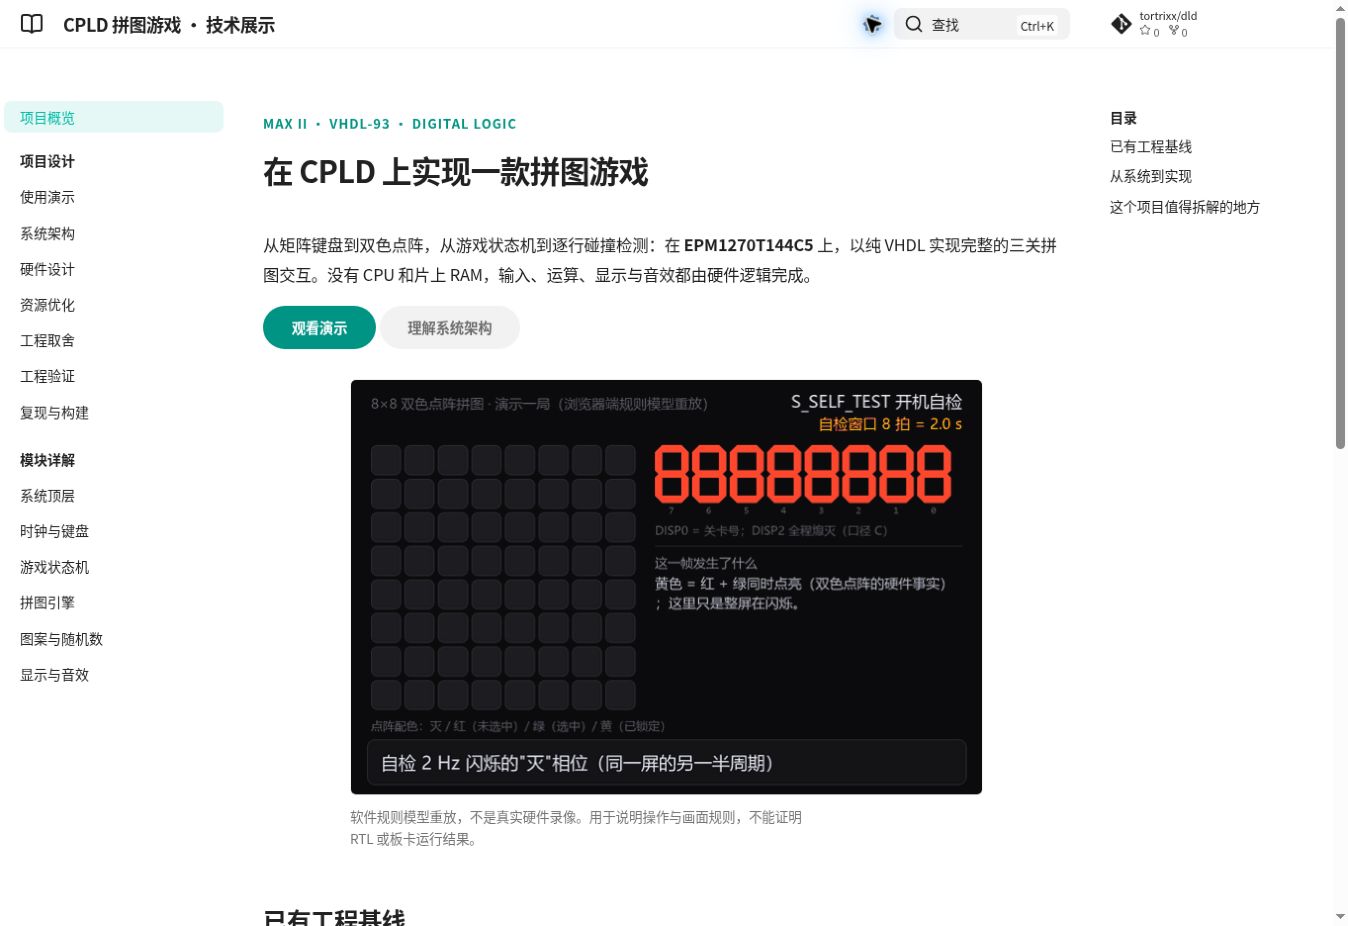 CPLD 拼图游戏 · 技术展示
查找
Ctrl+K
tortrixx/dld
0 0
项目概览
项目设计
使用演示
系统架构
硬件设计
资源优化
工程取舍
工程验证
复现与构建
模块详解
系统顶层
时钟与键盘
游戏状态机
拼图引擎
图案与随机数
显示与音效
MAX II · VHDL-93 · DIGITAL LOGIC
在 CPLD 上实现一款拼图游戏
从矩阵键盘到双色点阵，从游戏状态机到逐行碰撞检测：在 EPM1270T144C5 上，以纯 VHDL 实现完整的三关拼
图交互。没有 CPU 和片上 RAM，输入、运算、显示与音效都由硬件逻辑完成。
观看演示
理解系统架构
8×8 双色点阵拼图 · 演示一局（浏览器端规则模型重放）
S_SELF_TEST 开机自检
自检窗口 8 拍 = 2.0 s
88888888
7 6 5 4 3 2 1 0
DISP0 = 关卡号；DISP2 全程熄灭（口径 C）
这一帧发生了什么
黄色 = 红 + 绿同时点亮（双色点阵的硬件事实）
；这里只是整屏在闪烁。
点阵配色：灭 / 红（未选中）/ 绿（选中）/ 黄（已锁定）
自检 2 Hz 闪烁的"灭"相位（同一屏的另一半周期）
软件规则模型重放，不是真实硬件录像。用于说明操作与画面规则，不能证明
RTL 或板卡运行结果。
已有工程基线
目录
已有工程基线
从系统到实现
这个项目值得拆解的地方